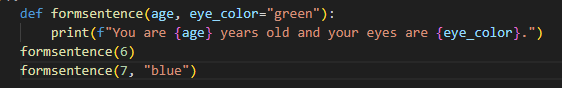 def formsentence(age, eye_color="green"):
    print(f"You are {age} years old and your eyes are {eye_color}.")
formsentence(6)
formsentence(7, "blue")